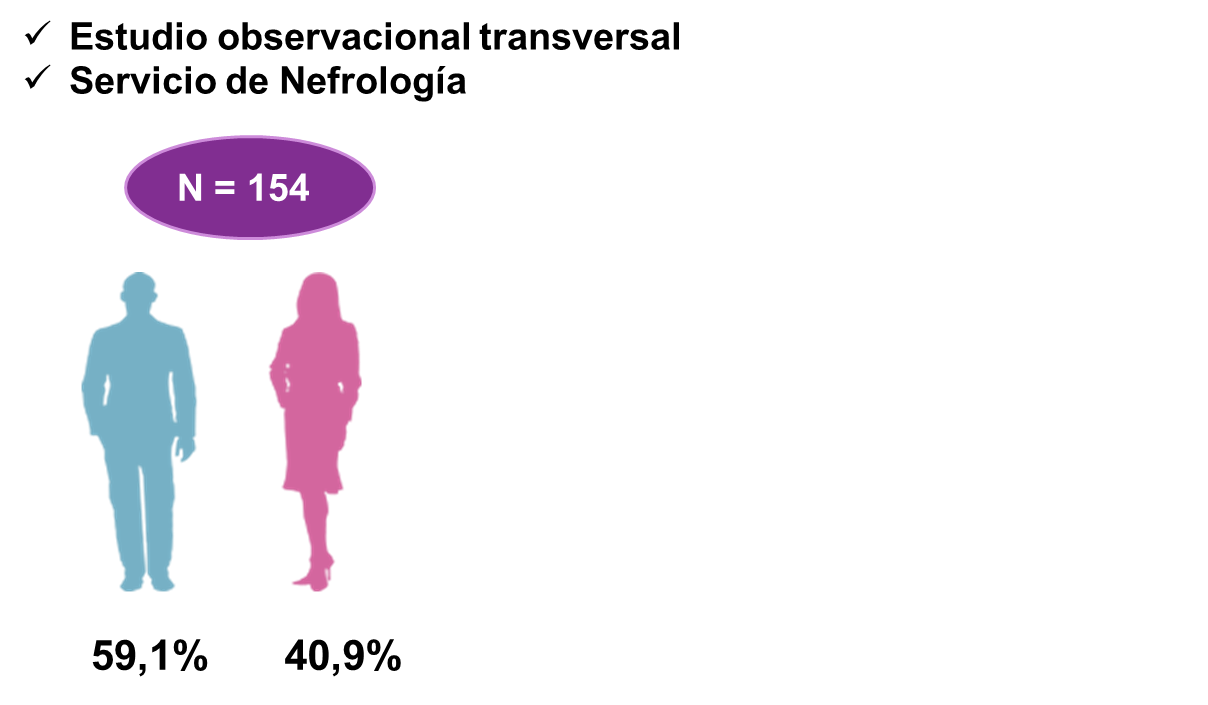 ✓ Estudio observacional transversal
✓ Servicio de Nefrología
N = 154
59,1% 40,9%